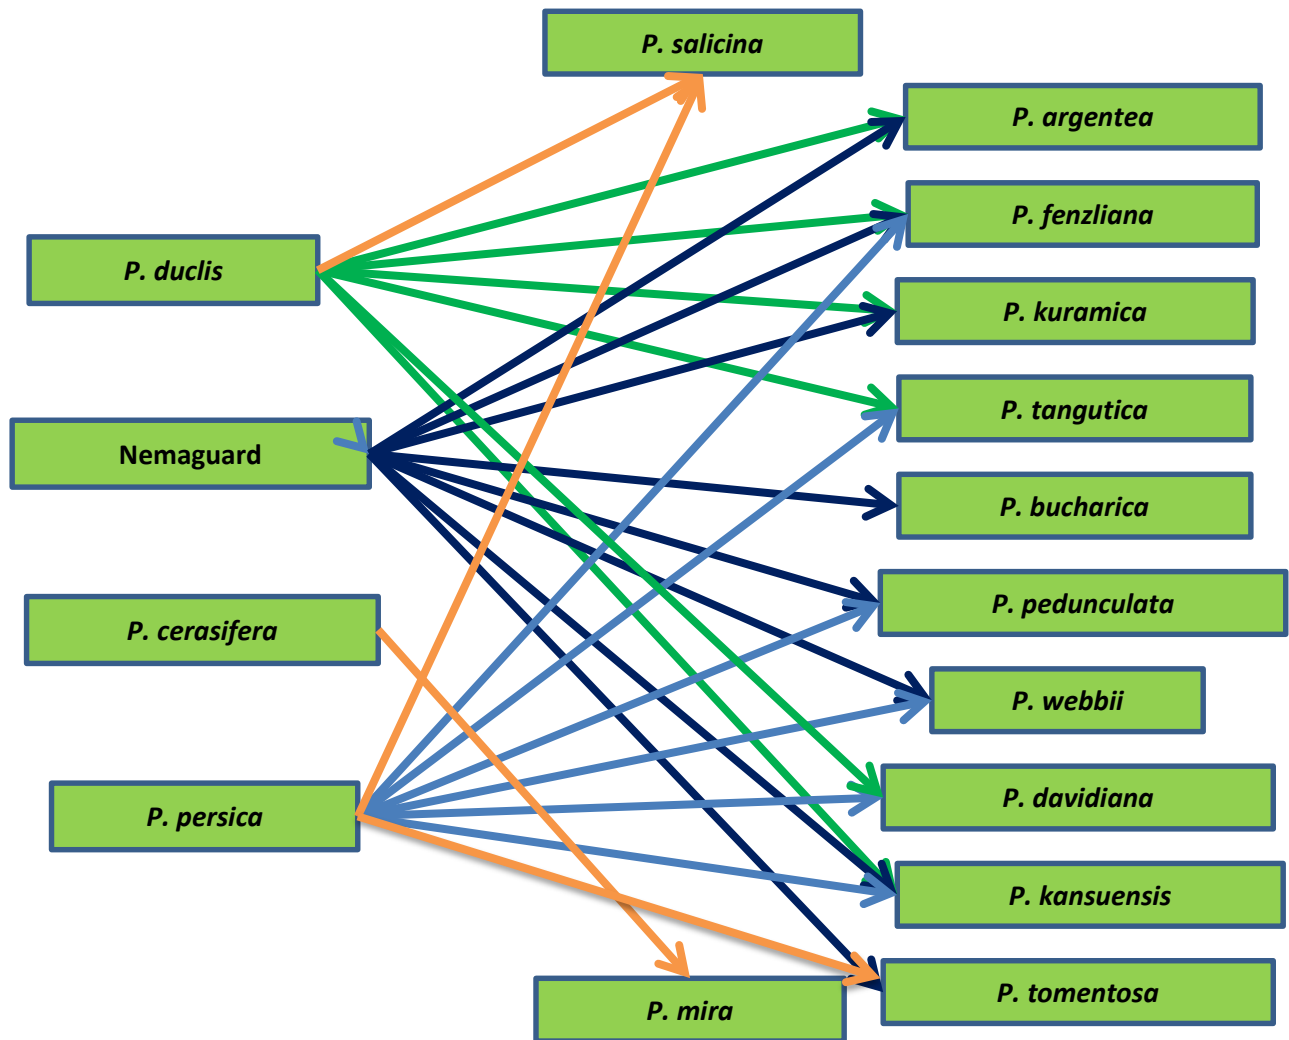 P. salicina
P. argentea
P. fenzliana
P. duclis
P. kuramica
P. tangutica
Nemaguard
P. bucharica
P. pedunculata
P. cerasifera
P. webbii
P. davidiana
P. persica
P. kansuensis
P. tomentosa
P. mira